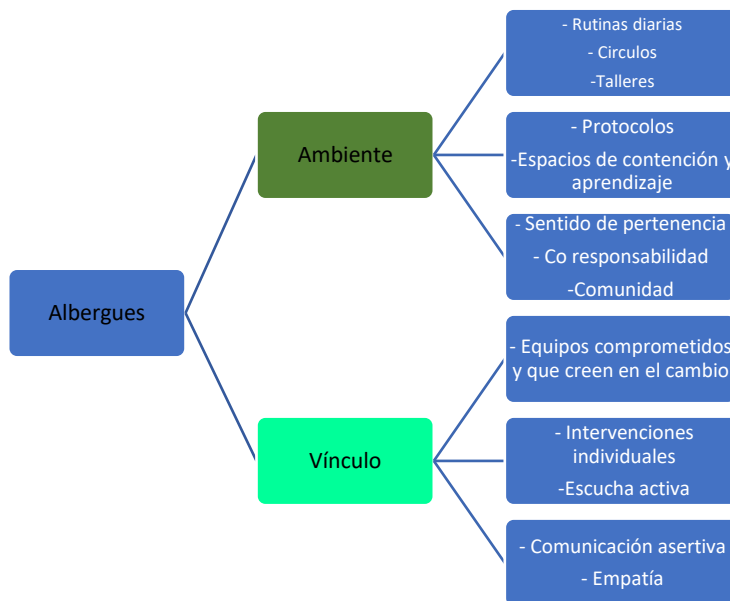 Albergues
Ambiente
- Rutinas diarias
- Circulos
-Talleres
- Protocolos
-Espacios de contención y
aprendizaje
- Sentido de pertenencia
- Co responsabilidad
-Comunidad
Vínculo
- Equipos comprometidos
y que creen en el cambio
- Intervenciones
individuales
-Escucha activa
- Comunicación asertiva
- Empatía